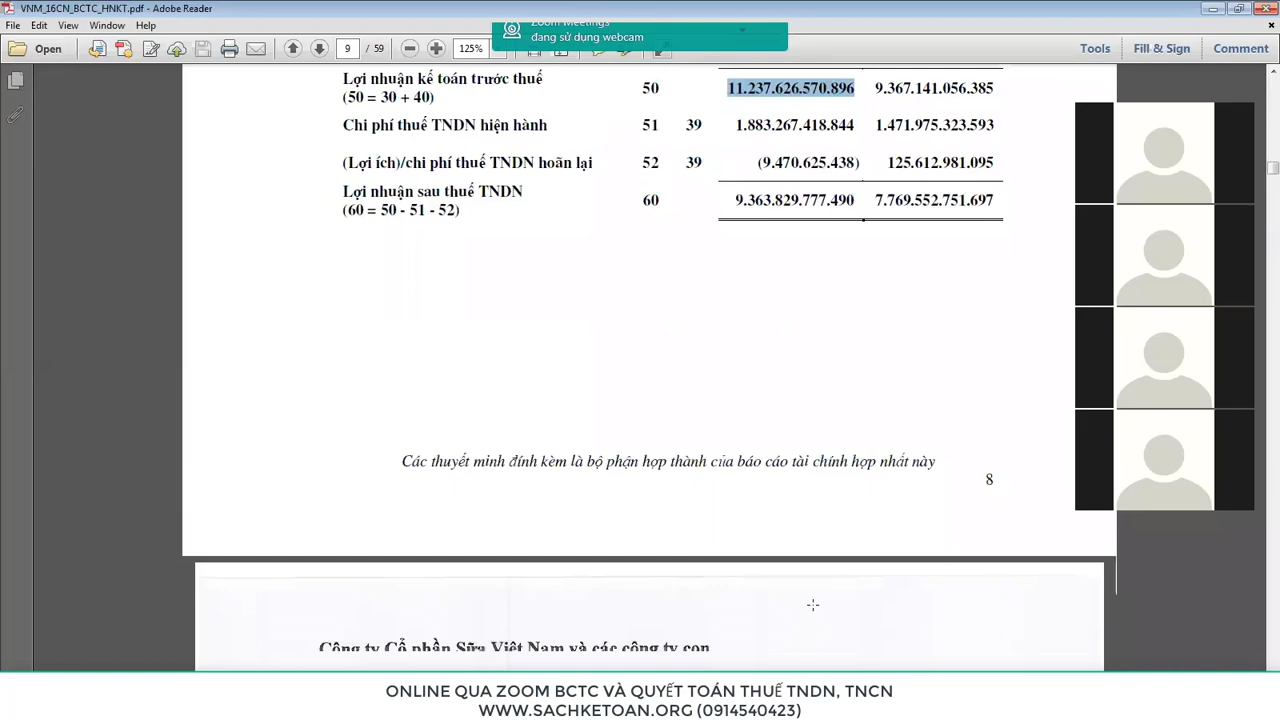 VNM_16CN_BCTC_HNKT.pdf - Adobe Reader
File Edit View Window Help
Zoom Meetings
đang sử dụng webcam
Open 9 / 59 125% Tools Fill & Sign Comment
Lợi nhuận kế toán trước thuế
(50 = 30 + 40) 50 11.237.626.570.896 9.367.141.056.385
Chi phí thuế TNDN hiện hành 51 39 1.883.267.418.844 1.471.975.323.593
(Lợi ích)/chi phí thuế TNDN hoãn lại 52 39 (9.470.625.438) 125.612.981.095
Lợi nhuận sau thuế TNDN
(60 = 50 - 51 - 52) 60 9.363.829.777.490 7.769.552.751.697
Các thuyết minh đính kèm là bộ phận hợp thành của báo cáo tài chính hợp nhất này
8
Công ty Cổ phần Sữa Việt Nam và các công ty con
ONLINE QUA ZOOM BCTC VÀ QUYẾT TOÁN THUẾ TNDN, TNCN
WWW.SACHKETOAN.ORG (0914540423)